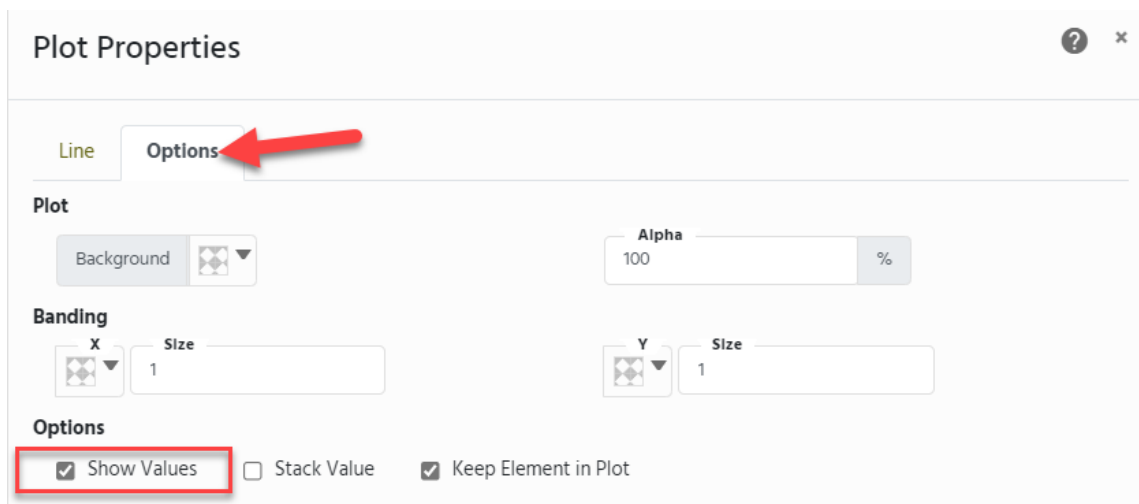 Plot Properties
Line Options
Plot
Background
Alpha
100 %
Banding
X Size
1
Y Size
1
Options
Show Values Stack Value Keep Element in Plot